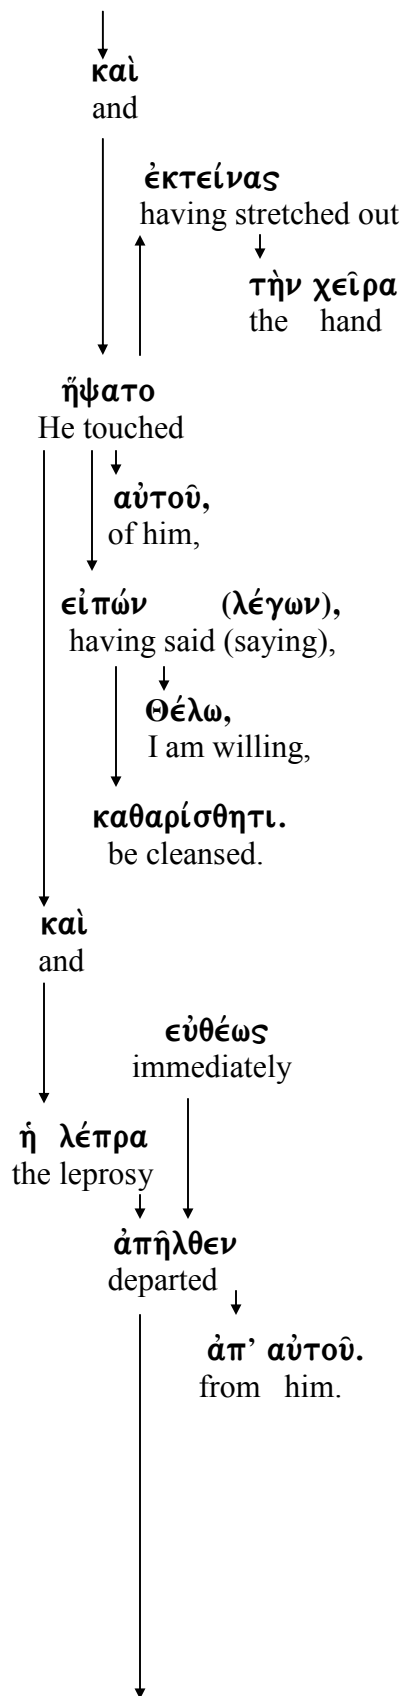 καὶ
and
ἐκτείνας
having stretched out
τὴν χεῖρα
the hand
ἥψατο
He touched
αὐτοῦ,
of him,
εἰπών (λέγων),
having said (saying),
Θέλω,
I am willing,
καθαρίσθητι.
be cleansed.
καὶ
and
εὐθέως
immediately
ἡ λέπρα
the leprosy
ἀπῆλθεν
departed
ἀπ’ αὐτοῦ.
from him.